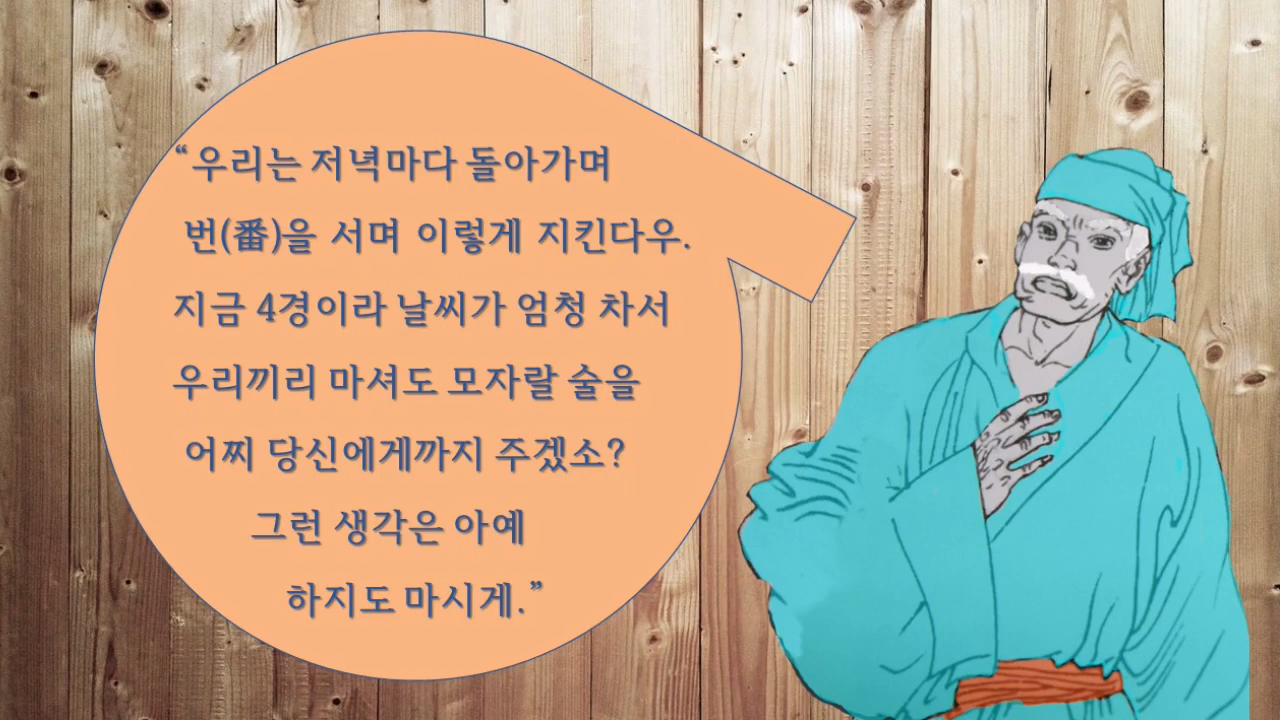 “우리는 저녁마다 돌아가며
번(番)을 서며 이렇게 지킨다우.
지금 4경이라 날씨가 엄청 차서
우리끼리 마셔도 모자랄 술을
어찌 당신에게까지 주겠소?
그런 생각은 아예
하지도 마시게.”